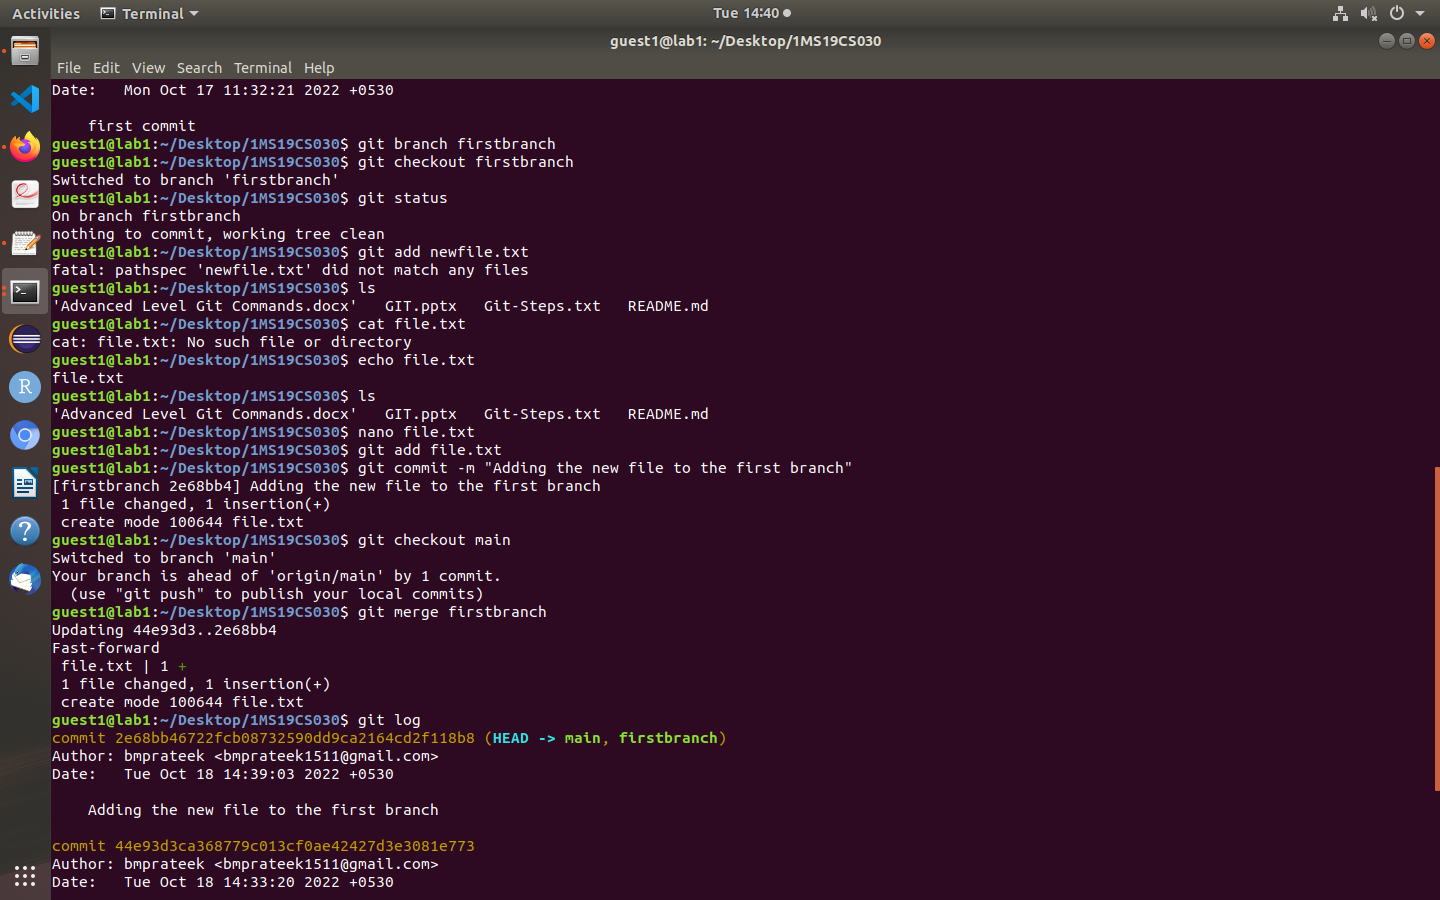 Activities Terminal Tue 14:40
guest1@lab1: ~/Desktop/1MS19CS030
File Edit View Search Terminal Help
Date:   Mon Oct 17 11:32:21 2022 +0530
    first commit
guest1@lab1:~/Desktop/1MS19CS030$ git branch firstbranch
guest1@lab1:~/Desktop/1MS19CS030$ git checkout firstbranch
Switched to branch 'firstbranch'
guest1@lab1:~/Desktop/1MS19CS030$ git status
On branch firstbranch
nothing to commit, working tree clean
guest1@lab1:~/Desktop/1MS19CS030$ git add newfile.txt
fatal: pathspec 'newfile.txt' did not match any files
guest1@lab1:~/Desktop/1MS19CS030$ ls
'Advanced Level Git Commands.docx'   GIT.pptx   Git-Steps.txt   README.md
guest1@lab1:~/Desktop/1MS19CS030$ cat file.txt
cat: file.txt: No such file or directory
guest1@lab1:~/Desktop/1MS19CS030$ echo file.txt
file.txt
guest1@lab1:~/Desktop/1MS19CS030$ ls
'Advanced Level Git Commands.docx'   GIT.pptx   Git-Steps.txt   README.md
guest1@lab1:~/Desktop/1MS19CS030$ nano file.txt
guest1@lab1:~/Desktop/1MS19CS030$ git add file.txt
guest1@lab1:~/Desktop/1MS19CS030$ git commit -m "Adding the new file to the first branch"
[firstbranch 2e68bb4] Adding the new file to the first branch
 1 file changed, 1 insertion(+)
 create mode 100644 file.txt
guest1@lab1:~/Desktop/1MS19CS030$ git checkout main
Switched to branch 'main'
Your branch is ahead of 'origin/main' by 1 commit.
  (use "git push" to publish your local commits)
guest1@lab1:~/Desktop/1MS19CS030$ git merge firstbranch
Updating 44e93d3..2e68bb4
Fast-forward
 file.txt | 1 +
 1 file changed, 1 insertion(+)
 create mode 100644 file.txt
guest1@lab1:~/Desktop/1MS19CS030$ git log
commit 2e68bb46722fcb08732590dd9ca2164cd2f118b8 (HEAD -> main, firstbranch)
Author: bmprateek <bmprateek1511@gmail.com>
Date:   Tue Oct 18 14:39:03 2022 +0530
    Adding the new file to the first branch
commit 44e93d3ca368779c013cf0ae42427d3e3081e773
Author: bmprateek <bmprateek1511@gmail.com>
Date:   Tue Oct 18 14:33:20 2022 +0530